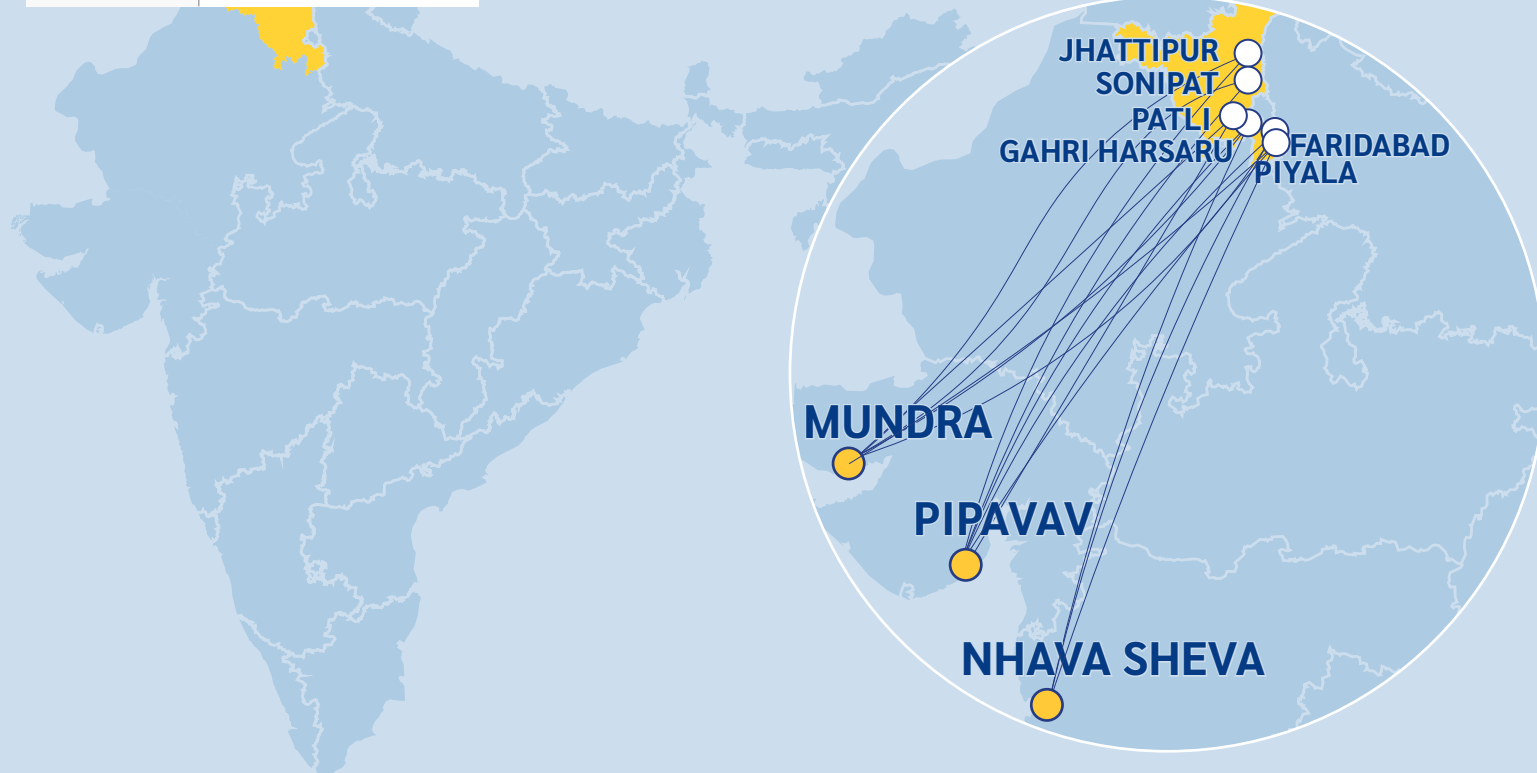 JHATTIPUR
SONIPAT
PATLI
GAHRI HARSARU
FARIDABAD
PIYALA
MUNDRA
PIPAVAV
NHAVA SHEVA